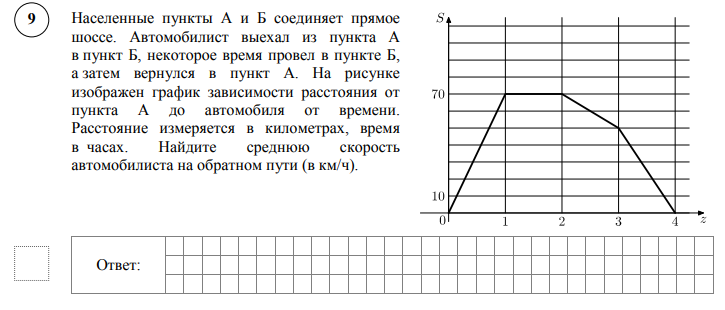 9
Населенные пункты А и Б соединяет прямое
шоссе. Автомобилист выехал из пункта А
в пункт Б, некоторое время провел в пункте Б,
а затем вернулся в пункт А. На рисунке
изображен график зависимости расстояния от
пункта А до автомобиля от времени.
Расстояние измеряется в километрах, время
в часах. Найдите среднюю скорость
автомобилиста на обратном пути (в км/ч).
S
70
10
0 1 2 3 4 z
Ответ: